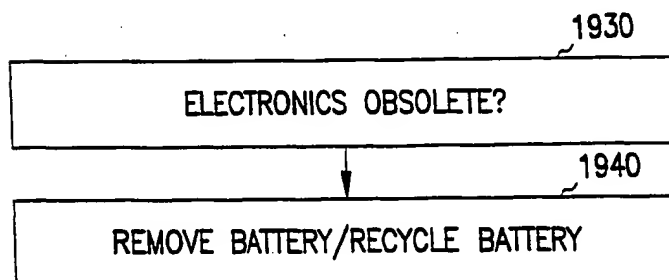 1930
ELECTRONICS OBSOLETE?
1940
REMOVE BATTERY/RECYCLE BATTERY